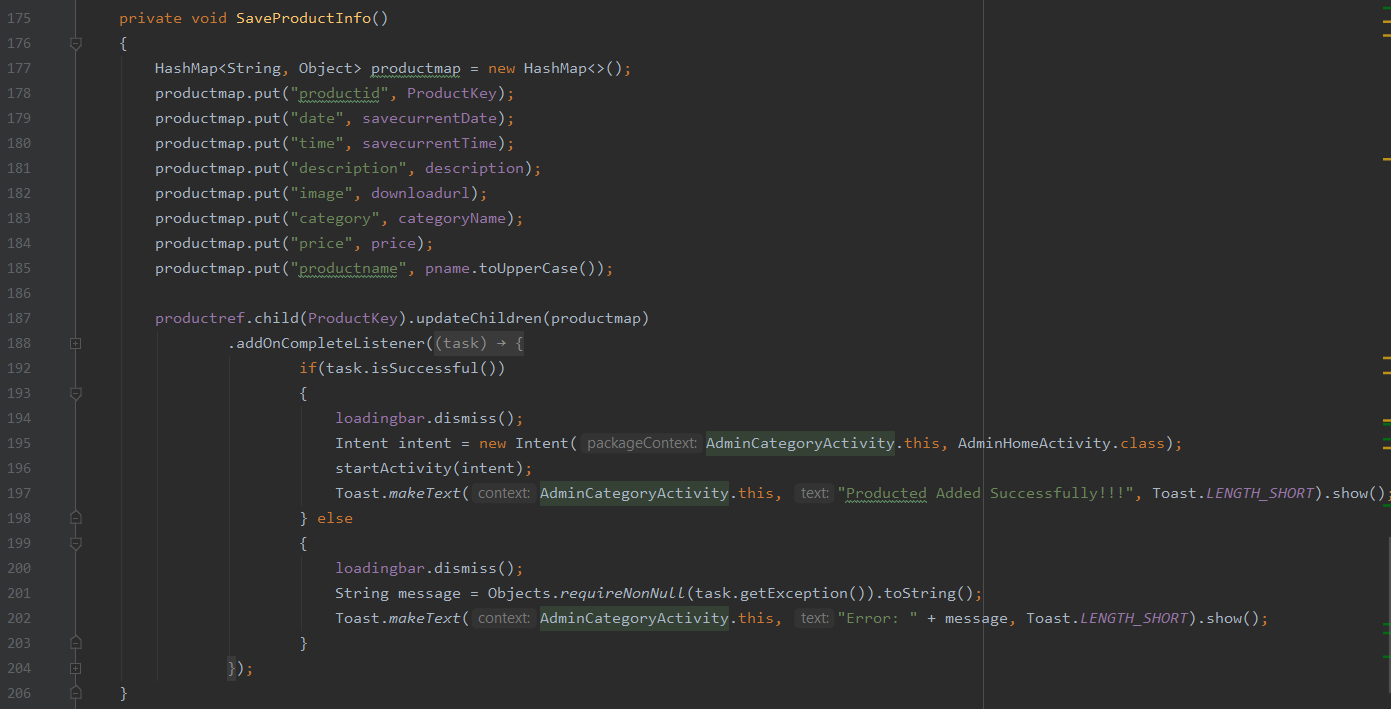 175 private void SaveProductInfo()
176 {
177 HashMap<String, Object> productmap = new HashMap<>();
178 productmap.put("productid", ProductKey);
179 productmap.put("date", savecurrentDate);
180 productmap.put("time", savecurrentTime);
181 productmap.put("description", description);
182 productmap.put("image", downloadurl);
183 productmap.put("category", categoryName);
184 productmap.put("price", price);
185 productmap.put("productname", pname.toUpperCase());
186
187 productref.child(ProductKey).updateChildren(productmap)
188 .addOnCompleteListener((task) → {
192 if(task.isSuccessful())
193 {
194 loadingbar.dismiss();
195 Intent intent = new Intent( packageContext: AdminCategoryActivity.this, AdminHomeActivity.class);
196 startActivity(intent);
197 Toast.makeText( context: AdminCategoryActivity.this, text: "Producted Added Successfully!!!", Toast.LENGTH_SHORT).show();
198 } else
199 {
200 loadingbar.dismiss();
201 String message = Objects.requireNonNull(task.getException()).toString();
202 Toast.makeText( context: AdminCategoryActivity.this, text: "Error: " + message, Toast.LENGTH_SHORT).show();
203 }
204 });
206 }